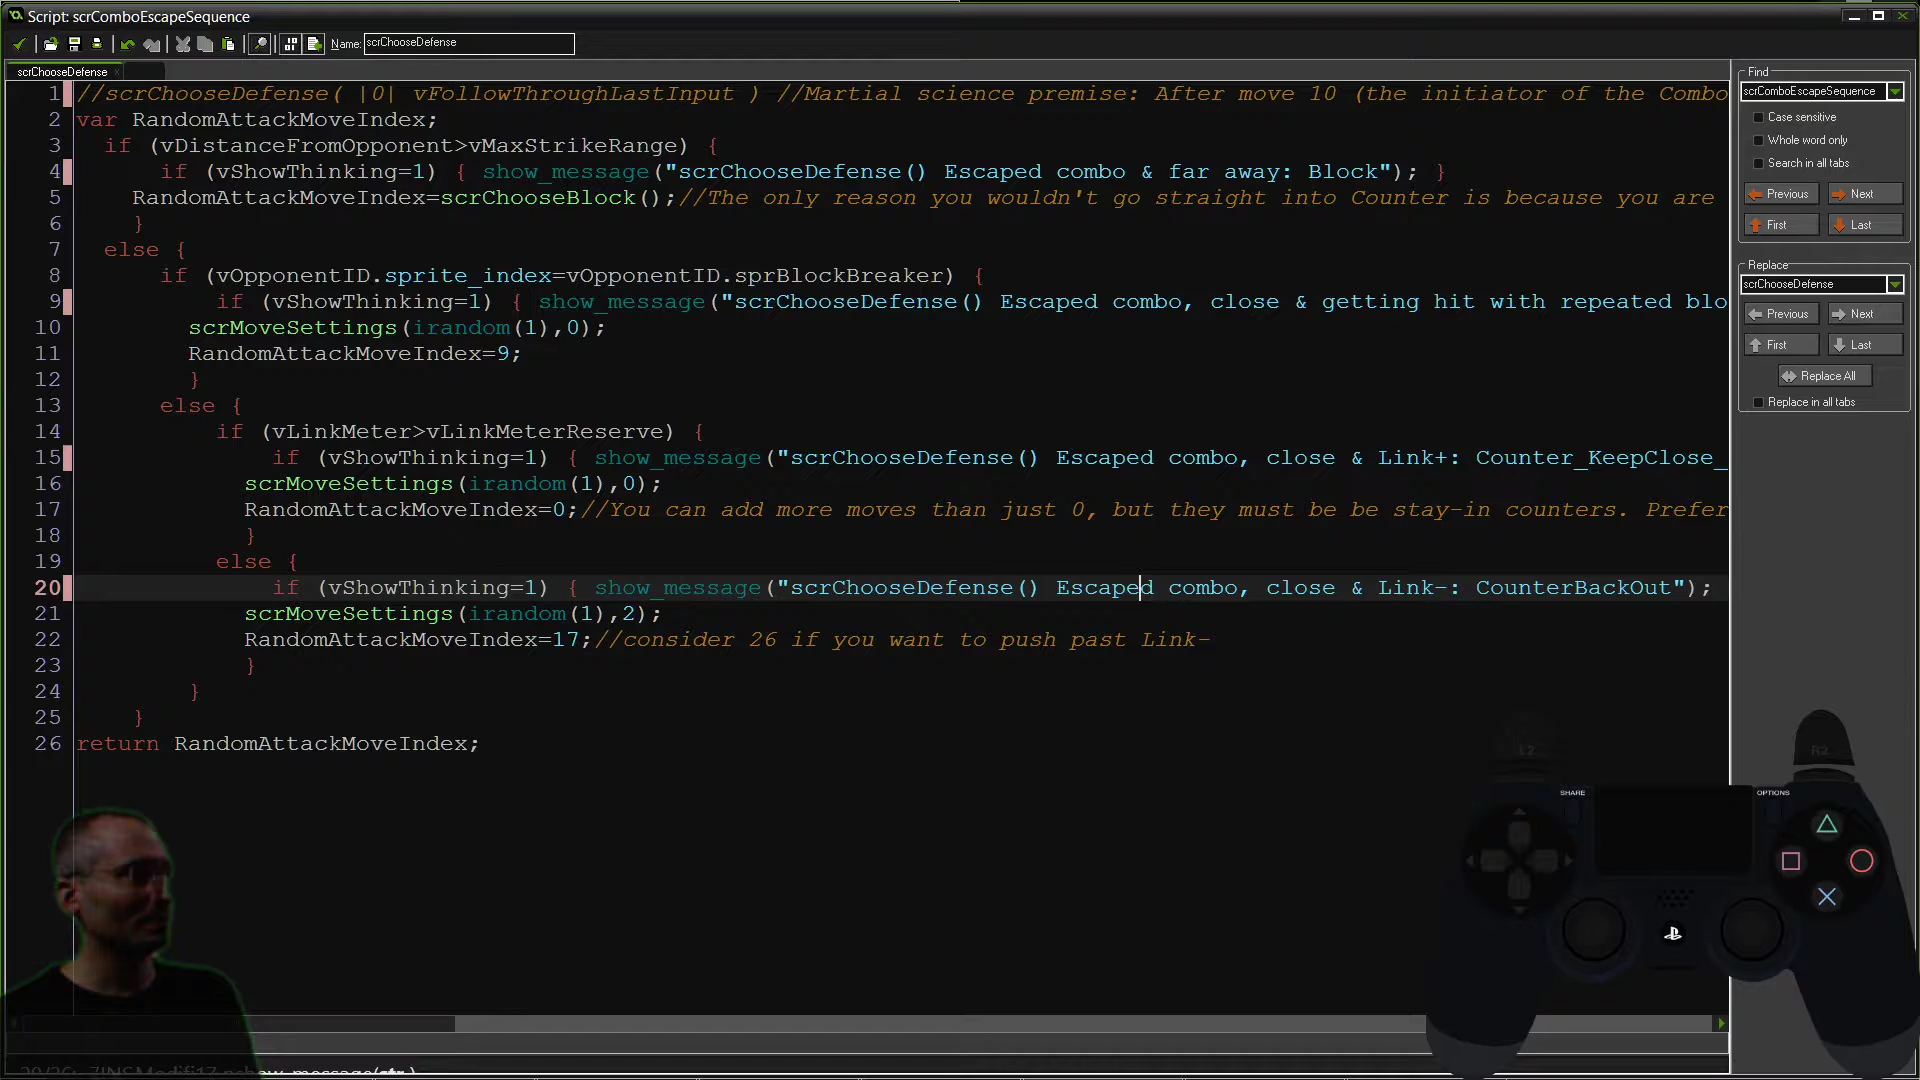 Script: scrComboEscapeSequence
Name: scrChooseDefense
scrChooseDefense
1 //scrChooseDefense( |0| vFollowThroughLastInput ) //Martial science premise: After move 10 (the initiator of the Combo
2 var RandomAttackMoveIndex;
3 if (vDistanceFromOpponent>vMaxStrikeRange) {
4 if (vShowThinking=1) { show_message("scrChooseDefense() Escaped combo & far away: Block"); }
5 RandomAttackMoveIndex=scrChooseBlock();//The only reason you wouldn't go straight into Counter is because you are
6 }
7 else {
8 if (vOpponentID.sprite_index=vOpponentID.sprBlockBreaker) {
9 if (vShowThinking=1) { show_message("scrChooseDefense() Escaped combo, close & getting hit with repeated blo
10 scrMoveSettings(irandom(1),0);
11 RandomAttackMoveIndex=9;
12 }
13 else {
14 if (vLinkMeter>vLinkMeterReserve) {
15 if (vShowThinking=1) { show_message("scrChooseDefense() Escaped combo, close & Link+: Counter_KeepClose_
16 scrMoveSettings(irandom(1),0);
17 RandomAttackMoveIndex=0;//You can add more moves than just 0, but they must be be stay-in counters. Prefer
18 }
19 else {
20 if (vShowThinking=1) { show_message("scrChooseDefense() Escaped combo, close & Link-: CounterBackOut");
21 scrMoveSettings(irandom(1),2);
22 RandomAttackMoveIndex=17;//consider 26 if you want to push past Link-
23 }
24 }
25 }
26 return RandomAttackMoveIndex;
Find
scrComboEscapeSequence
Case sensitive
Whole word only
Search in all tabs
Previous Next
First Last
Replace
scrChooseDefense
Previous Next
First Last
Replace All
Replace in all tabs
L2 R2
SHARE OPTIONS